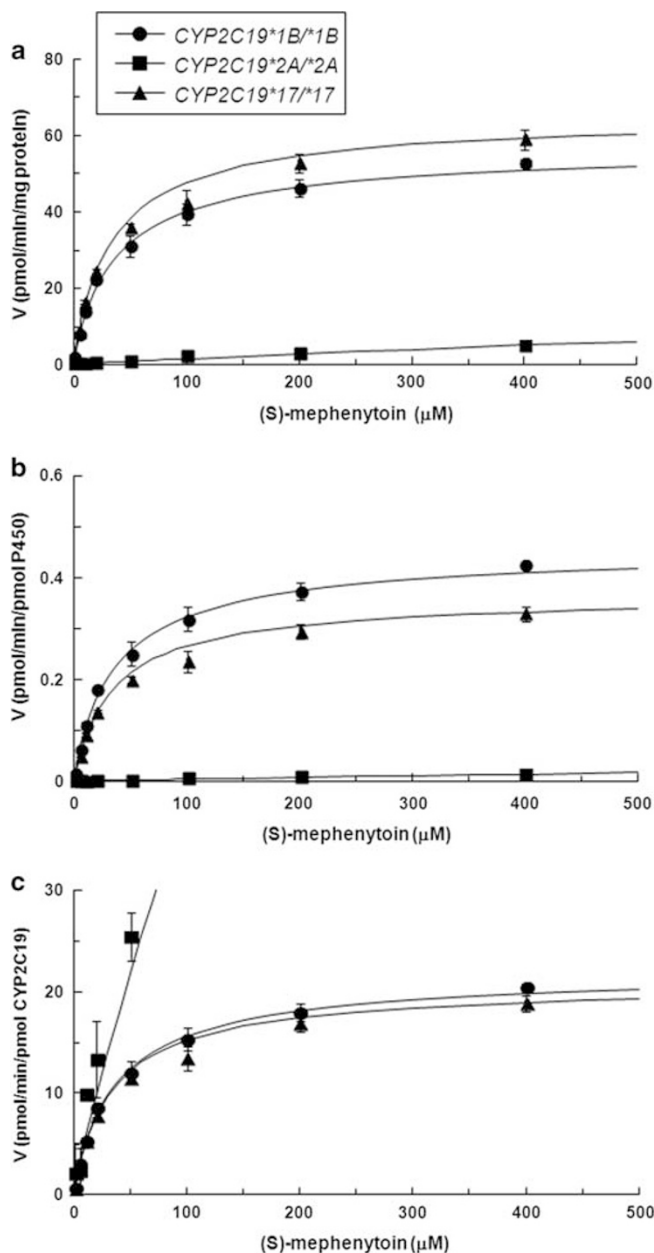 a
CYP2C19*1B/*1B
CYP2C19*2A/*2A
CYP2C19*17/*17
V (pmol/min/mg protein)
80
60
40
20
0
0 100 200 300 400 500
(S)-mephenytoin (μM)
b
V (pmol/min/pmol P450)
0.6
0.4
0.2
0
0 100 200 300 400 500
(S)-mephenytoin (μM)
c
V (pmol/min/pmol CYP2C19)
30
20
10
0
0 100 200 300 400 500
(S)-mephenytoin (μM)